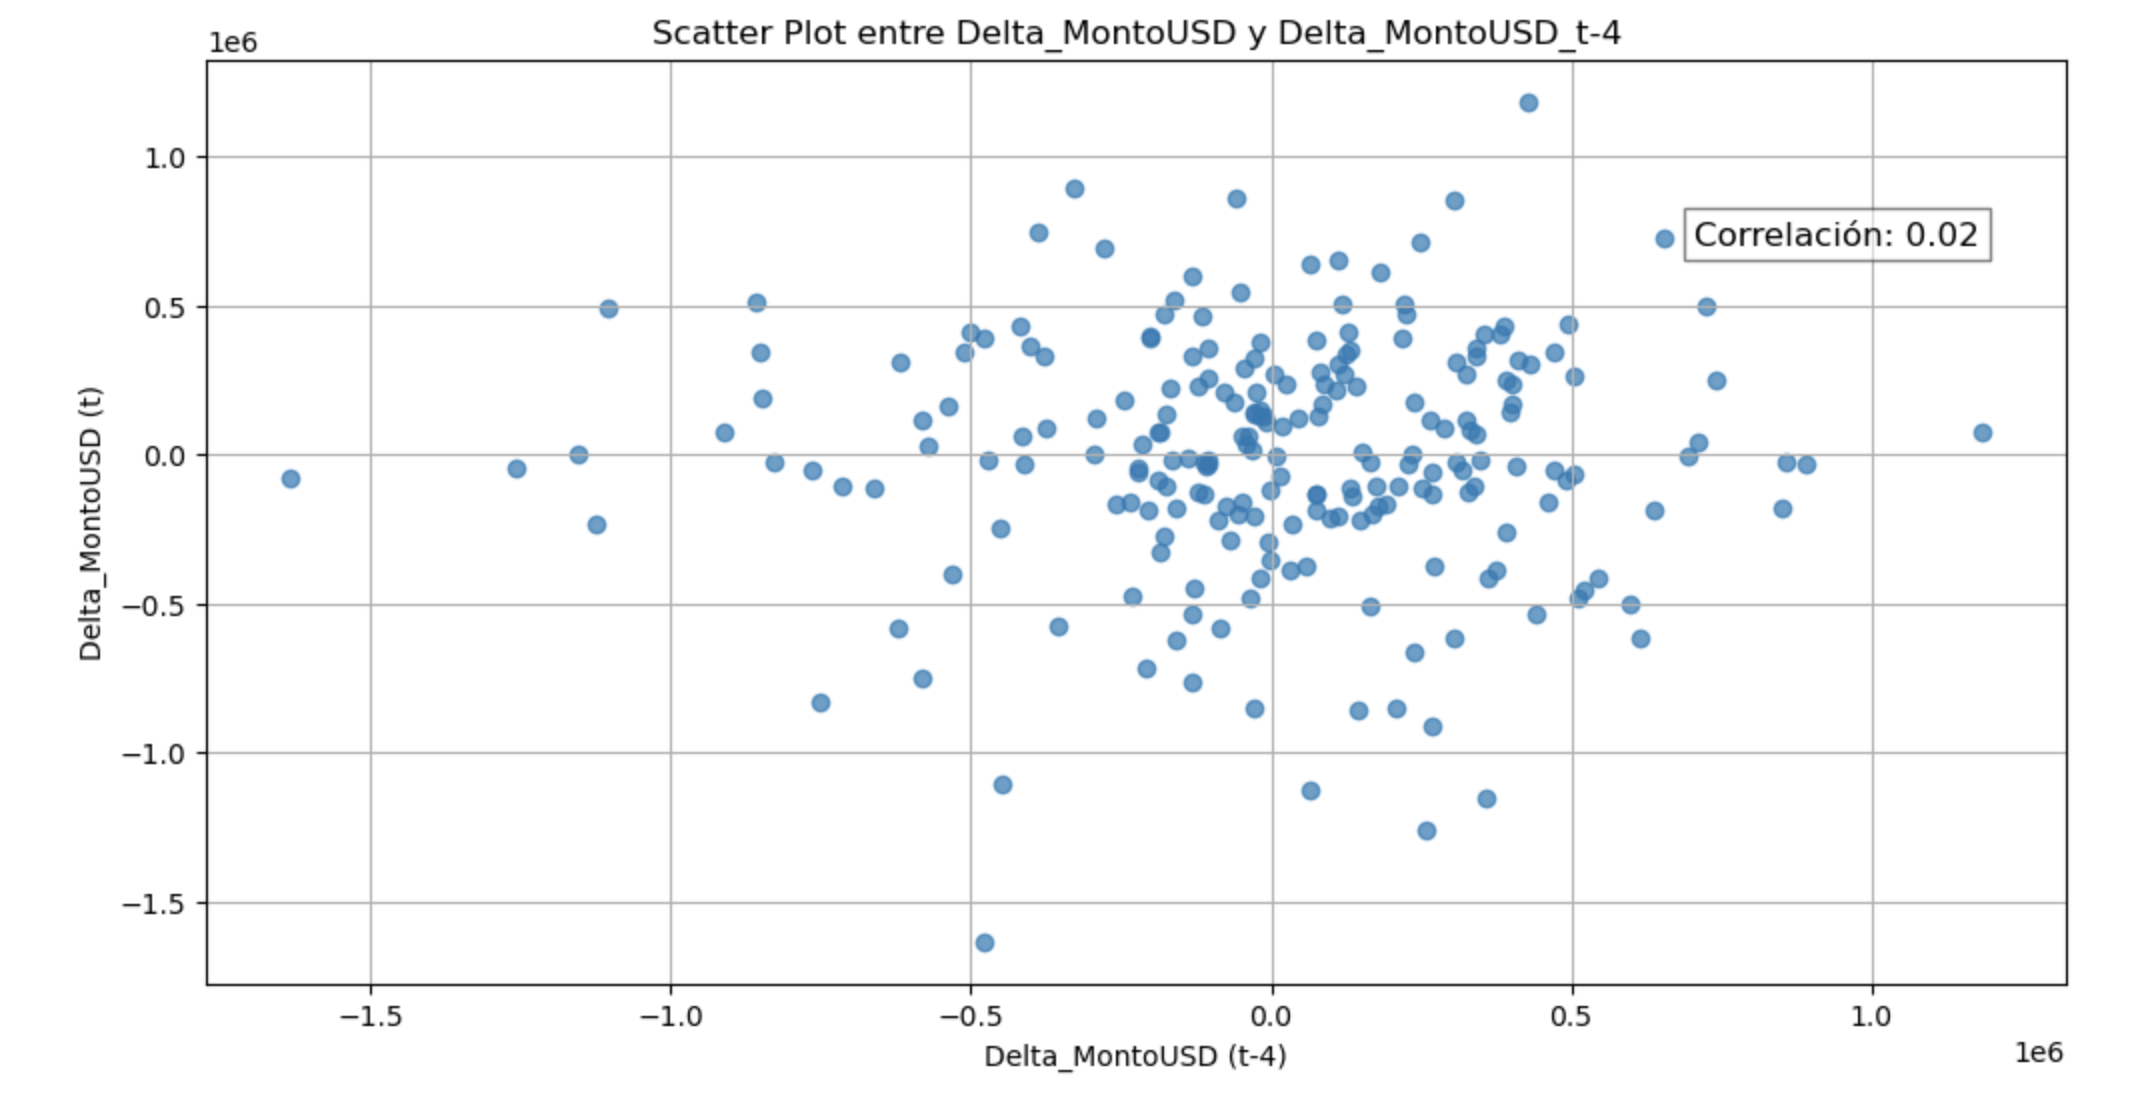 Scatter Plot entre Delta_MontoUSD y Delta_MontoUSD_t-4
1e6
1.0
0.5
0.0
−0.5
−1.0
−1.5
Delta_MontoUSD (t)
Correlación: 0.02
−1.5
−1.0
−0.5
0.0
0.5
1.0
1e6
Delta_MontoUSD (t-4)